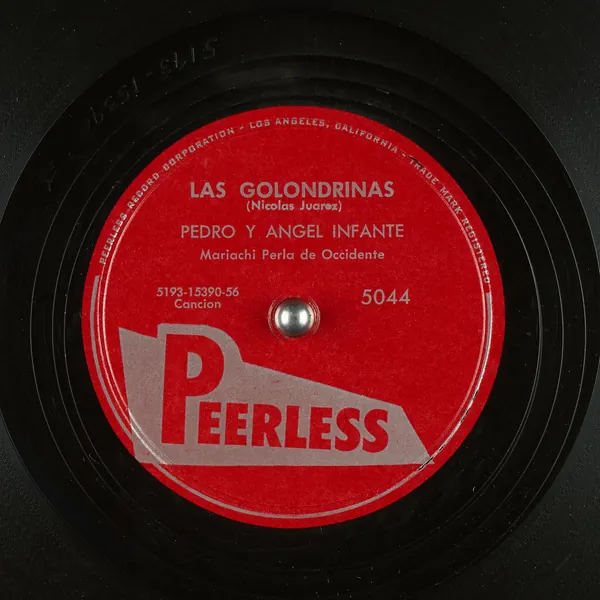 PEERLESS RECORD CORPORATION - LOS ANGELES, CALIFORNIA - TRADE MARK REGISTERED
LAS GOLONDRINAS
(Nicolas Juarez)
PEDRO Y ANGEL INFANTE
Mariachi Perla de Occidente
5193-15390-56
Cancion
5044
PEERLESS